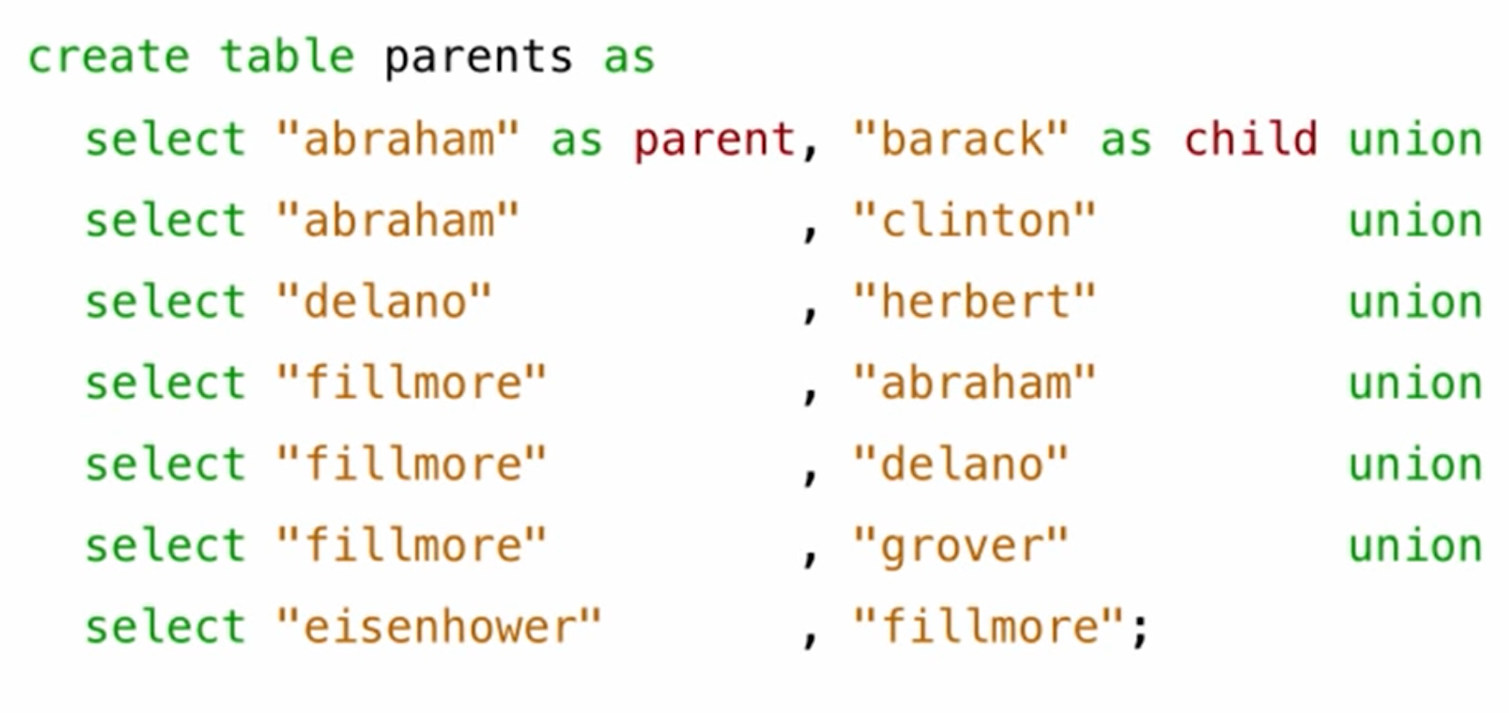 create table parents as
  select "abraham" as parent, "barack" as child union
  select "abraham"          , "clinton"         union
  select "delano"           , "herbert"         union
  select "fillmore"         , "abraham"         union
  select "fillmore"         , "delano"          union
  select "fillmore"         , "grover"          union
  select "eisenhower"       , "fillmore";